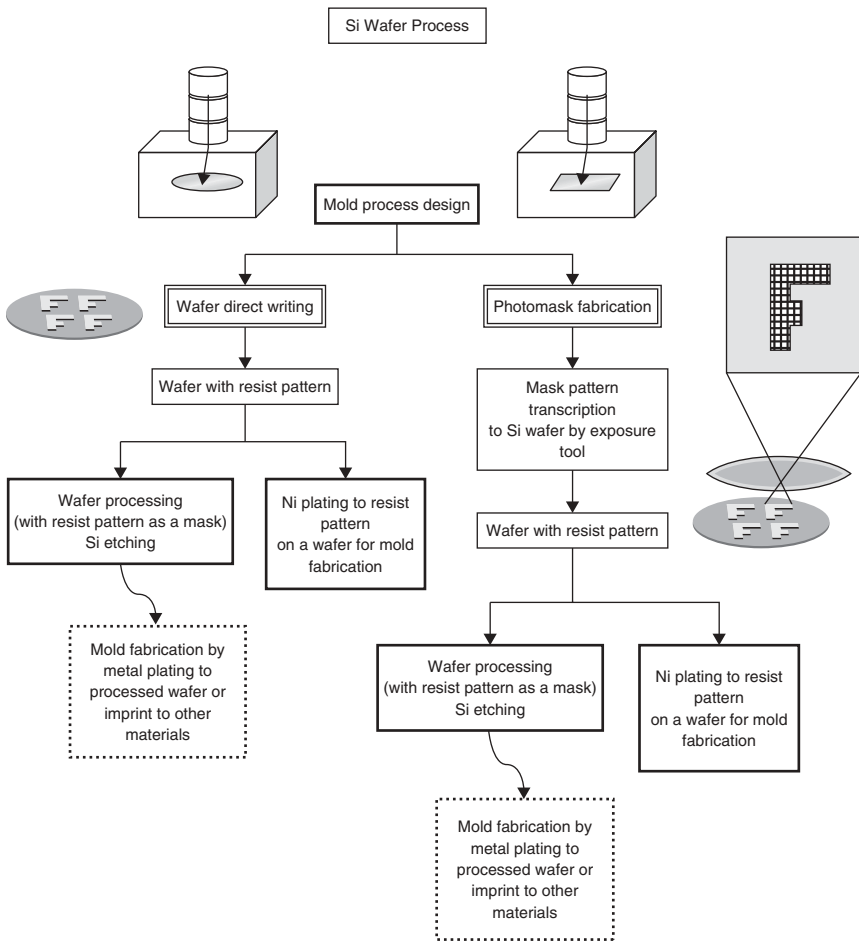 Si Wafer Process
Mold process design
Wafer direct writing
Photomask fabrication
Wafer with resist pattern
Mask pattern
transcription
to Si wafer by exposure
tool
Wafer processing
(with resist pattern as a mask)
Si etching
Ni plating to resist
pattern
on a wafer for mold
fabrication
Wafer with resist pattern
Mold fabrication by
metal plating to
processed wafer or
imprint to other
materials
Wafer processing
(with resist pattern as a mask)
Si etching
Ni plating to resist
pattern
on a wafer for mold
fabrication
Mold fabrication by
metal plating to
processed wafer or
imprint to other
materials